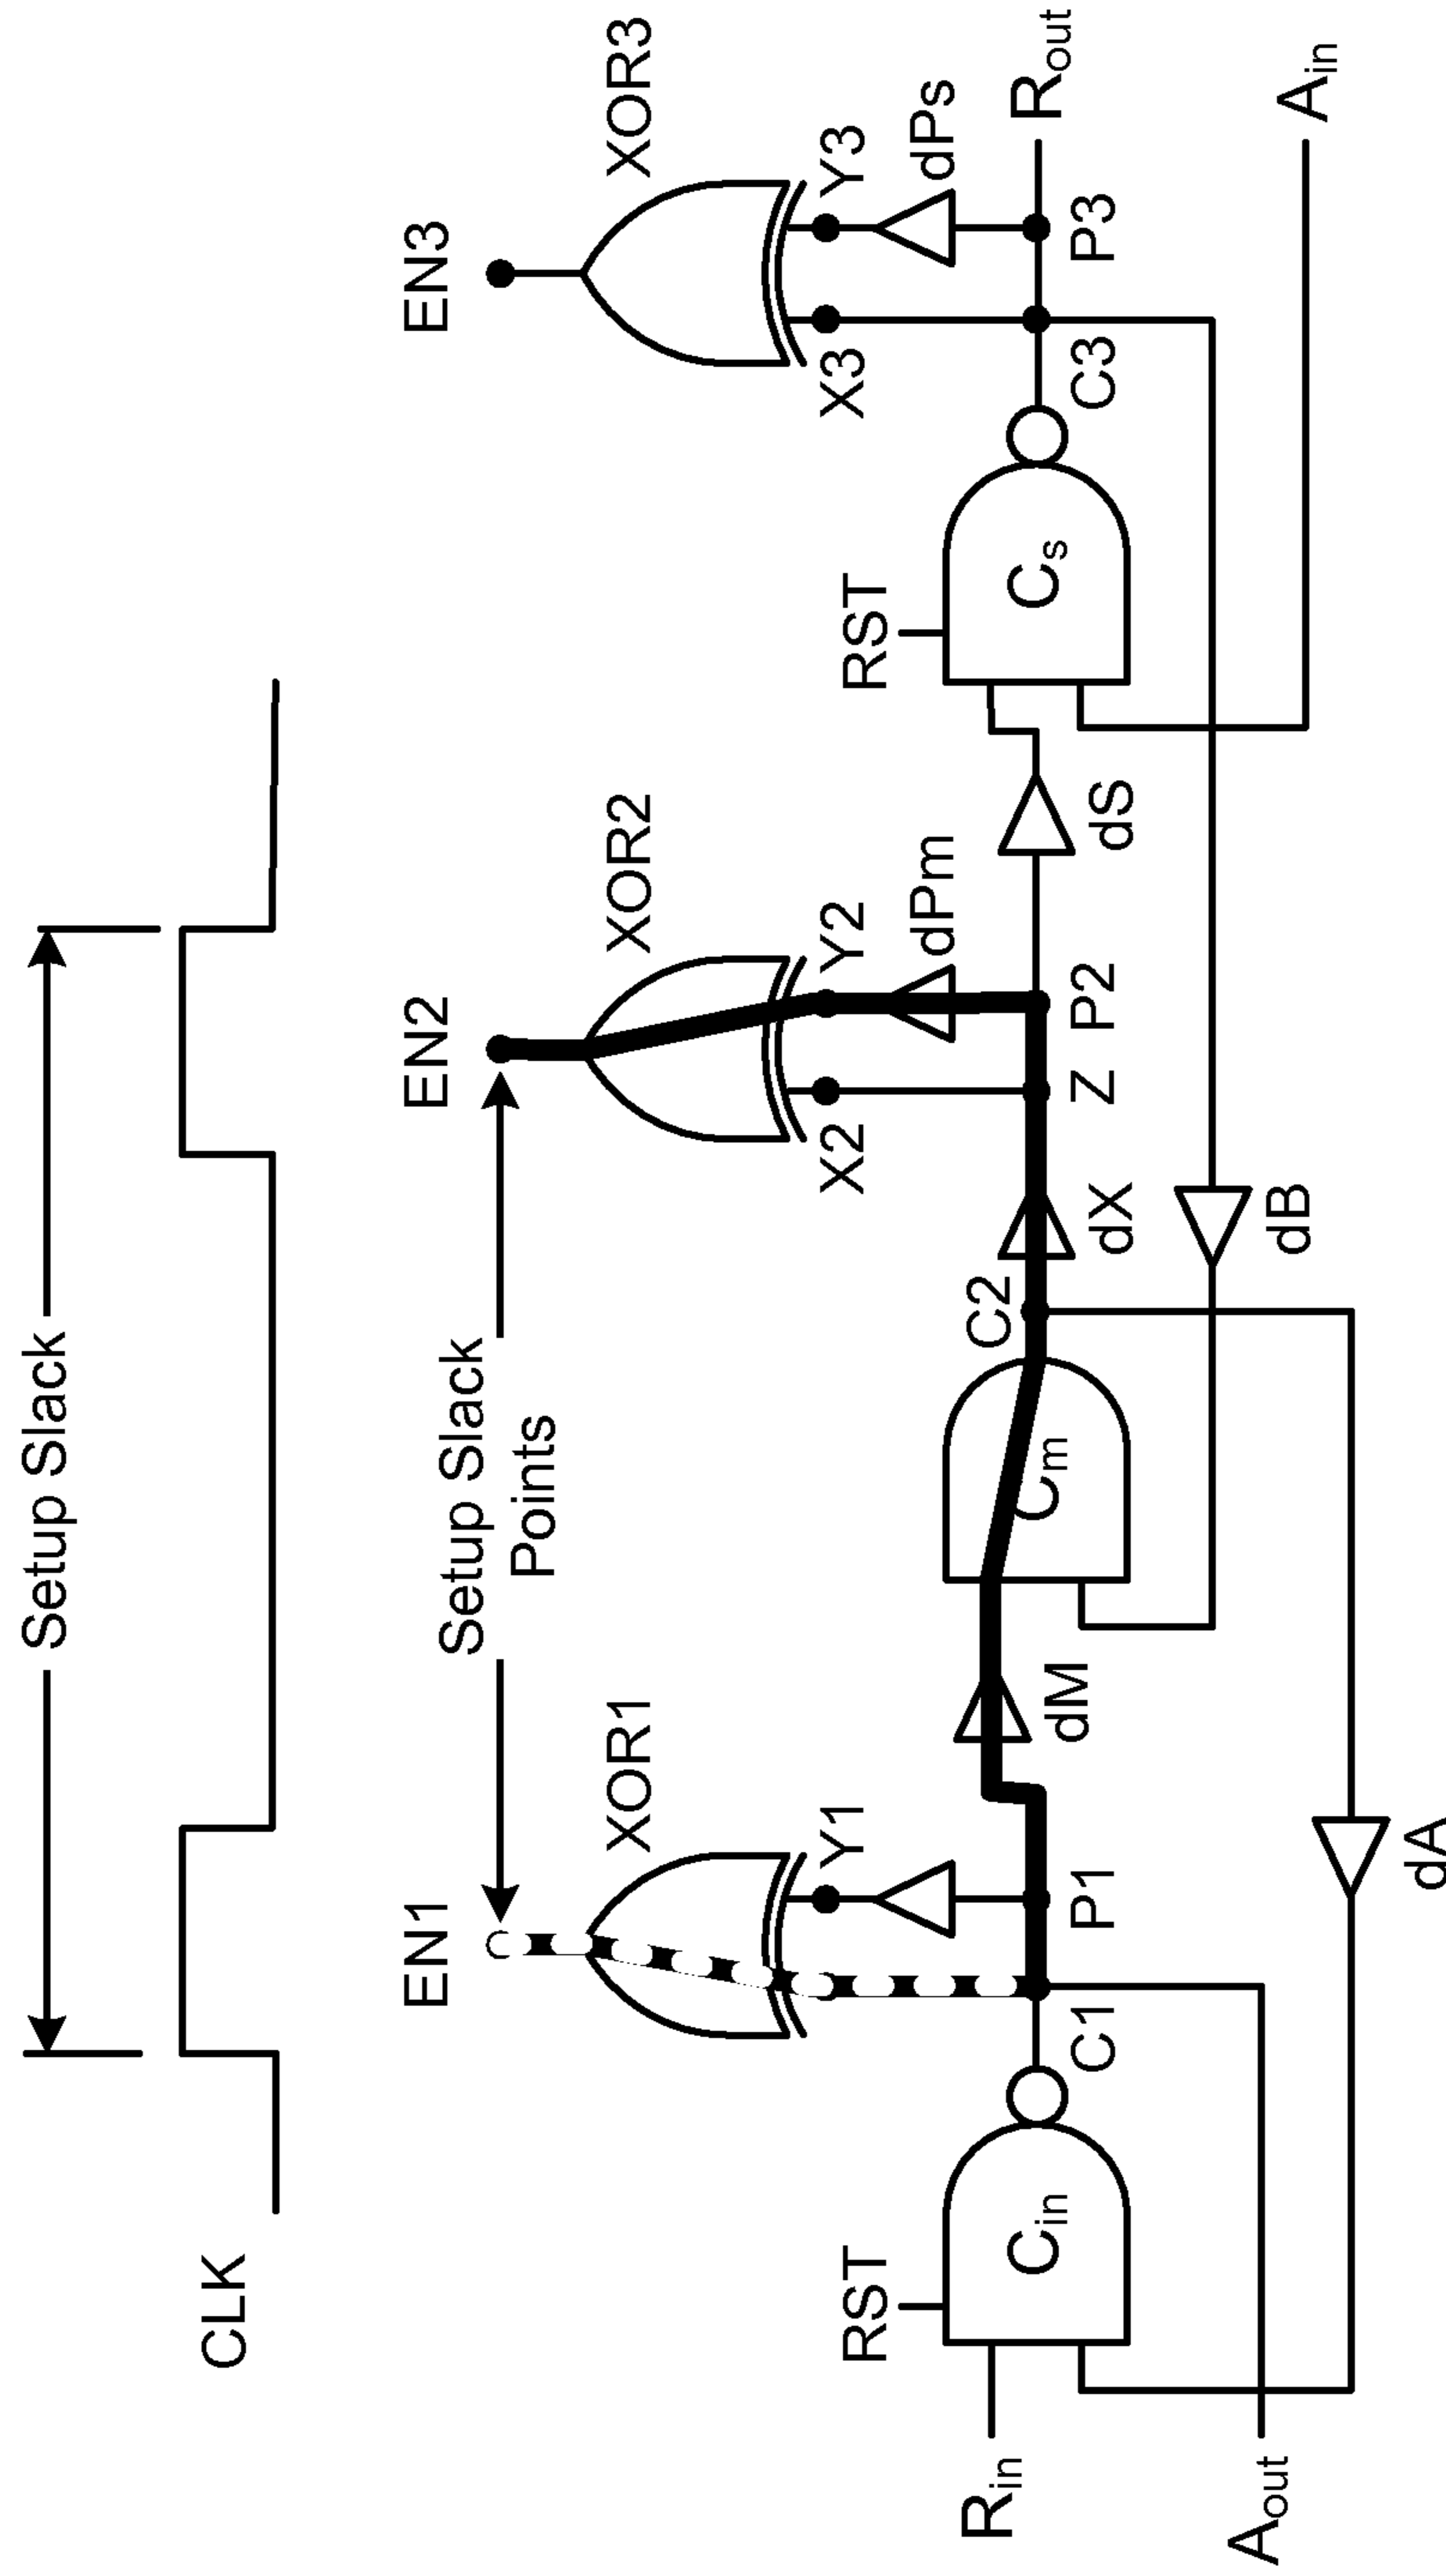 Setup Slack
CLK
Setup Slack
Points
EN1
EN2
EN3
XOR1
XOR2
XOR3
RST
Y1
X2
Y2
RST
X3
Y3
dPm
dPs
Rin
Cin
C1
P1
dM
Cm
C2
dX
Z
P2
dS
Cs
C3
P3
Rout
Aout
dA
dB
Ain